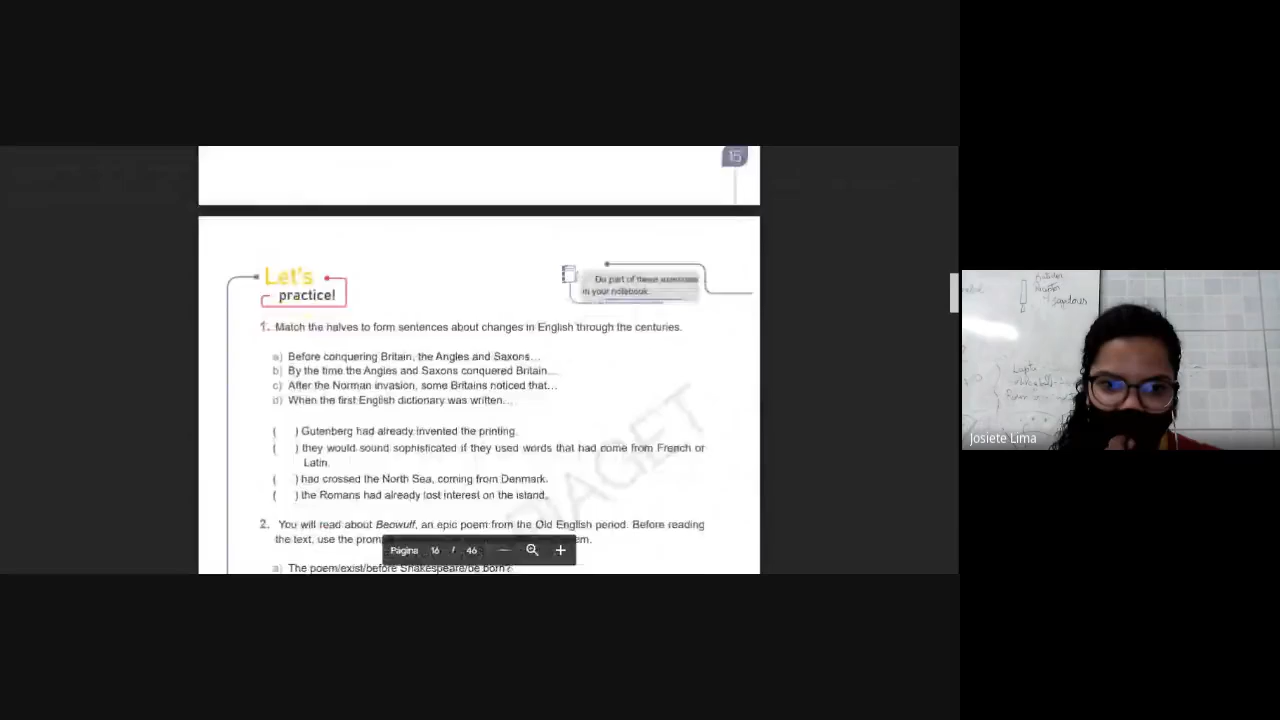 15
Let's
practice!
Do part of these exercises
in your notebook.
1. Match the halves to form sentences about changes in English through the centuries.
a) Before conquering Britain, the Angles and Saxons...
b) By the time the Angles and Saxons conquered Britain...
c) After the Norman invasion, some Britains noticed that...
d) When the first English dictionary was written...
( ) Gutenberg had already invented the printing.
( ) they would sound sophisticated if they used words that had come from French or
Latin.
( ) had crossed the North Sea, coming from Denmark.
( ) the Romans had already lost interest on the island.
2. You will read about Beowulf, an epic poem from the Old English period. Before reading
the text, use the prom em.
a) The poem/exist/before Shakespeare/be born?
Página 16 / 46
PIAGET
Josiete Lima